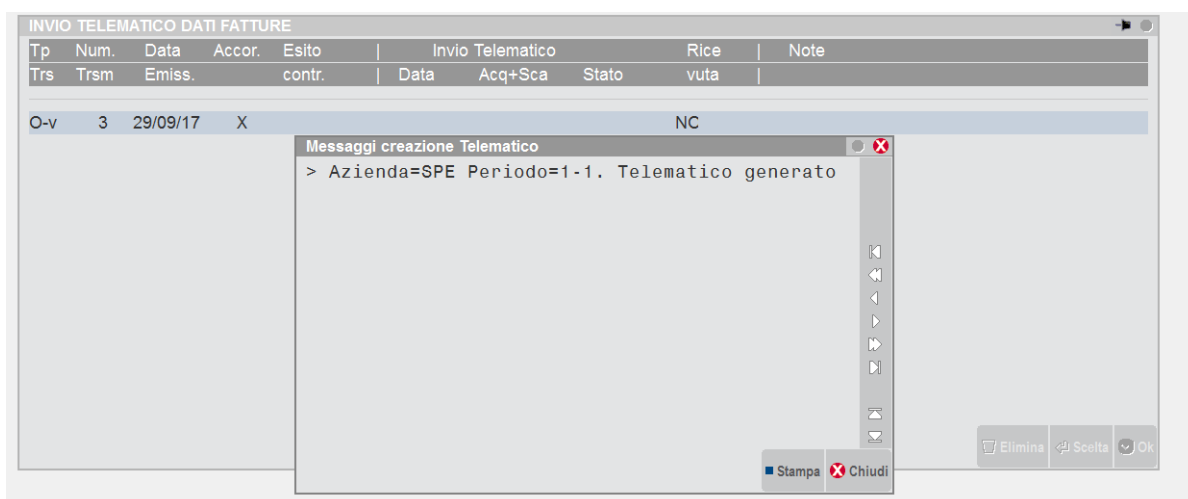 INVIO TELEMATICO DATI FATTURE
Tp Num. Data Accor. Esito | Invio Telematico Rice | Note
Trs Trsm Emiss. contr. | Data Acq+Sca Stato vuta |
O-v 3 29/09/17 X NC
Messaggi creazione Telematico
> Azienda=SPE Periodo=1-1. Telematico generato
Elimina Scelta Ok
Stampa Chiudi